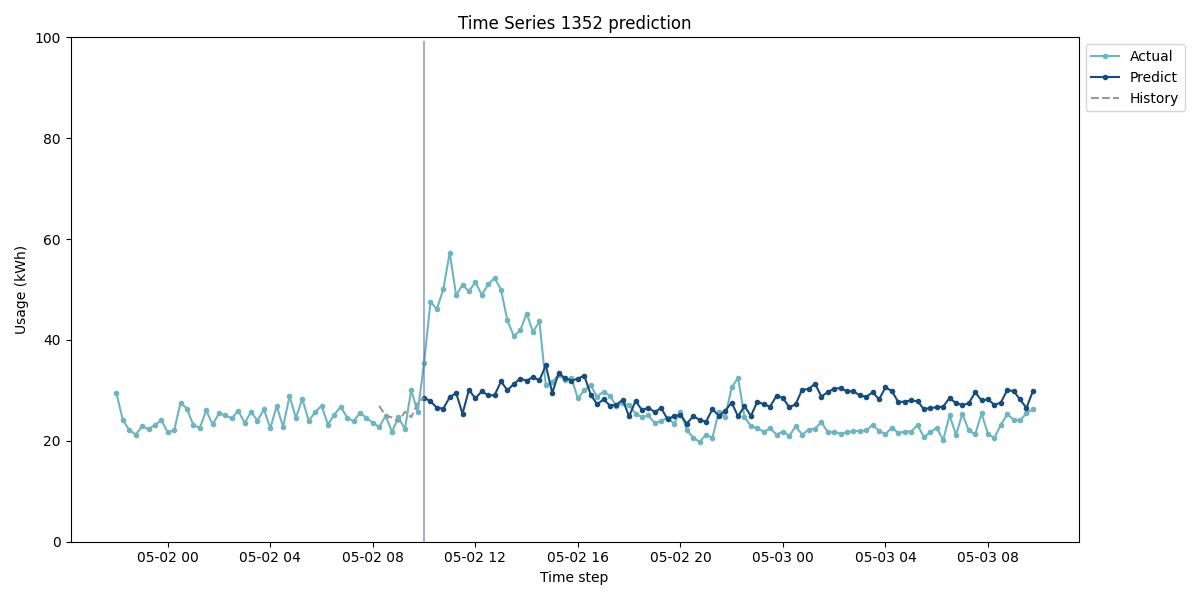 Time Series 1352 prediction
Usage (kWh)
100
80
60
40
20
0
05-02 00
05-02 04
05-02 08
05-02 12
05-02 16
05-02 20
05-03 00
05-03 04
05-03 08
Time step
Actual
Predict
History